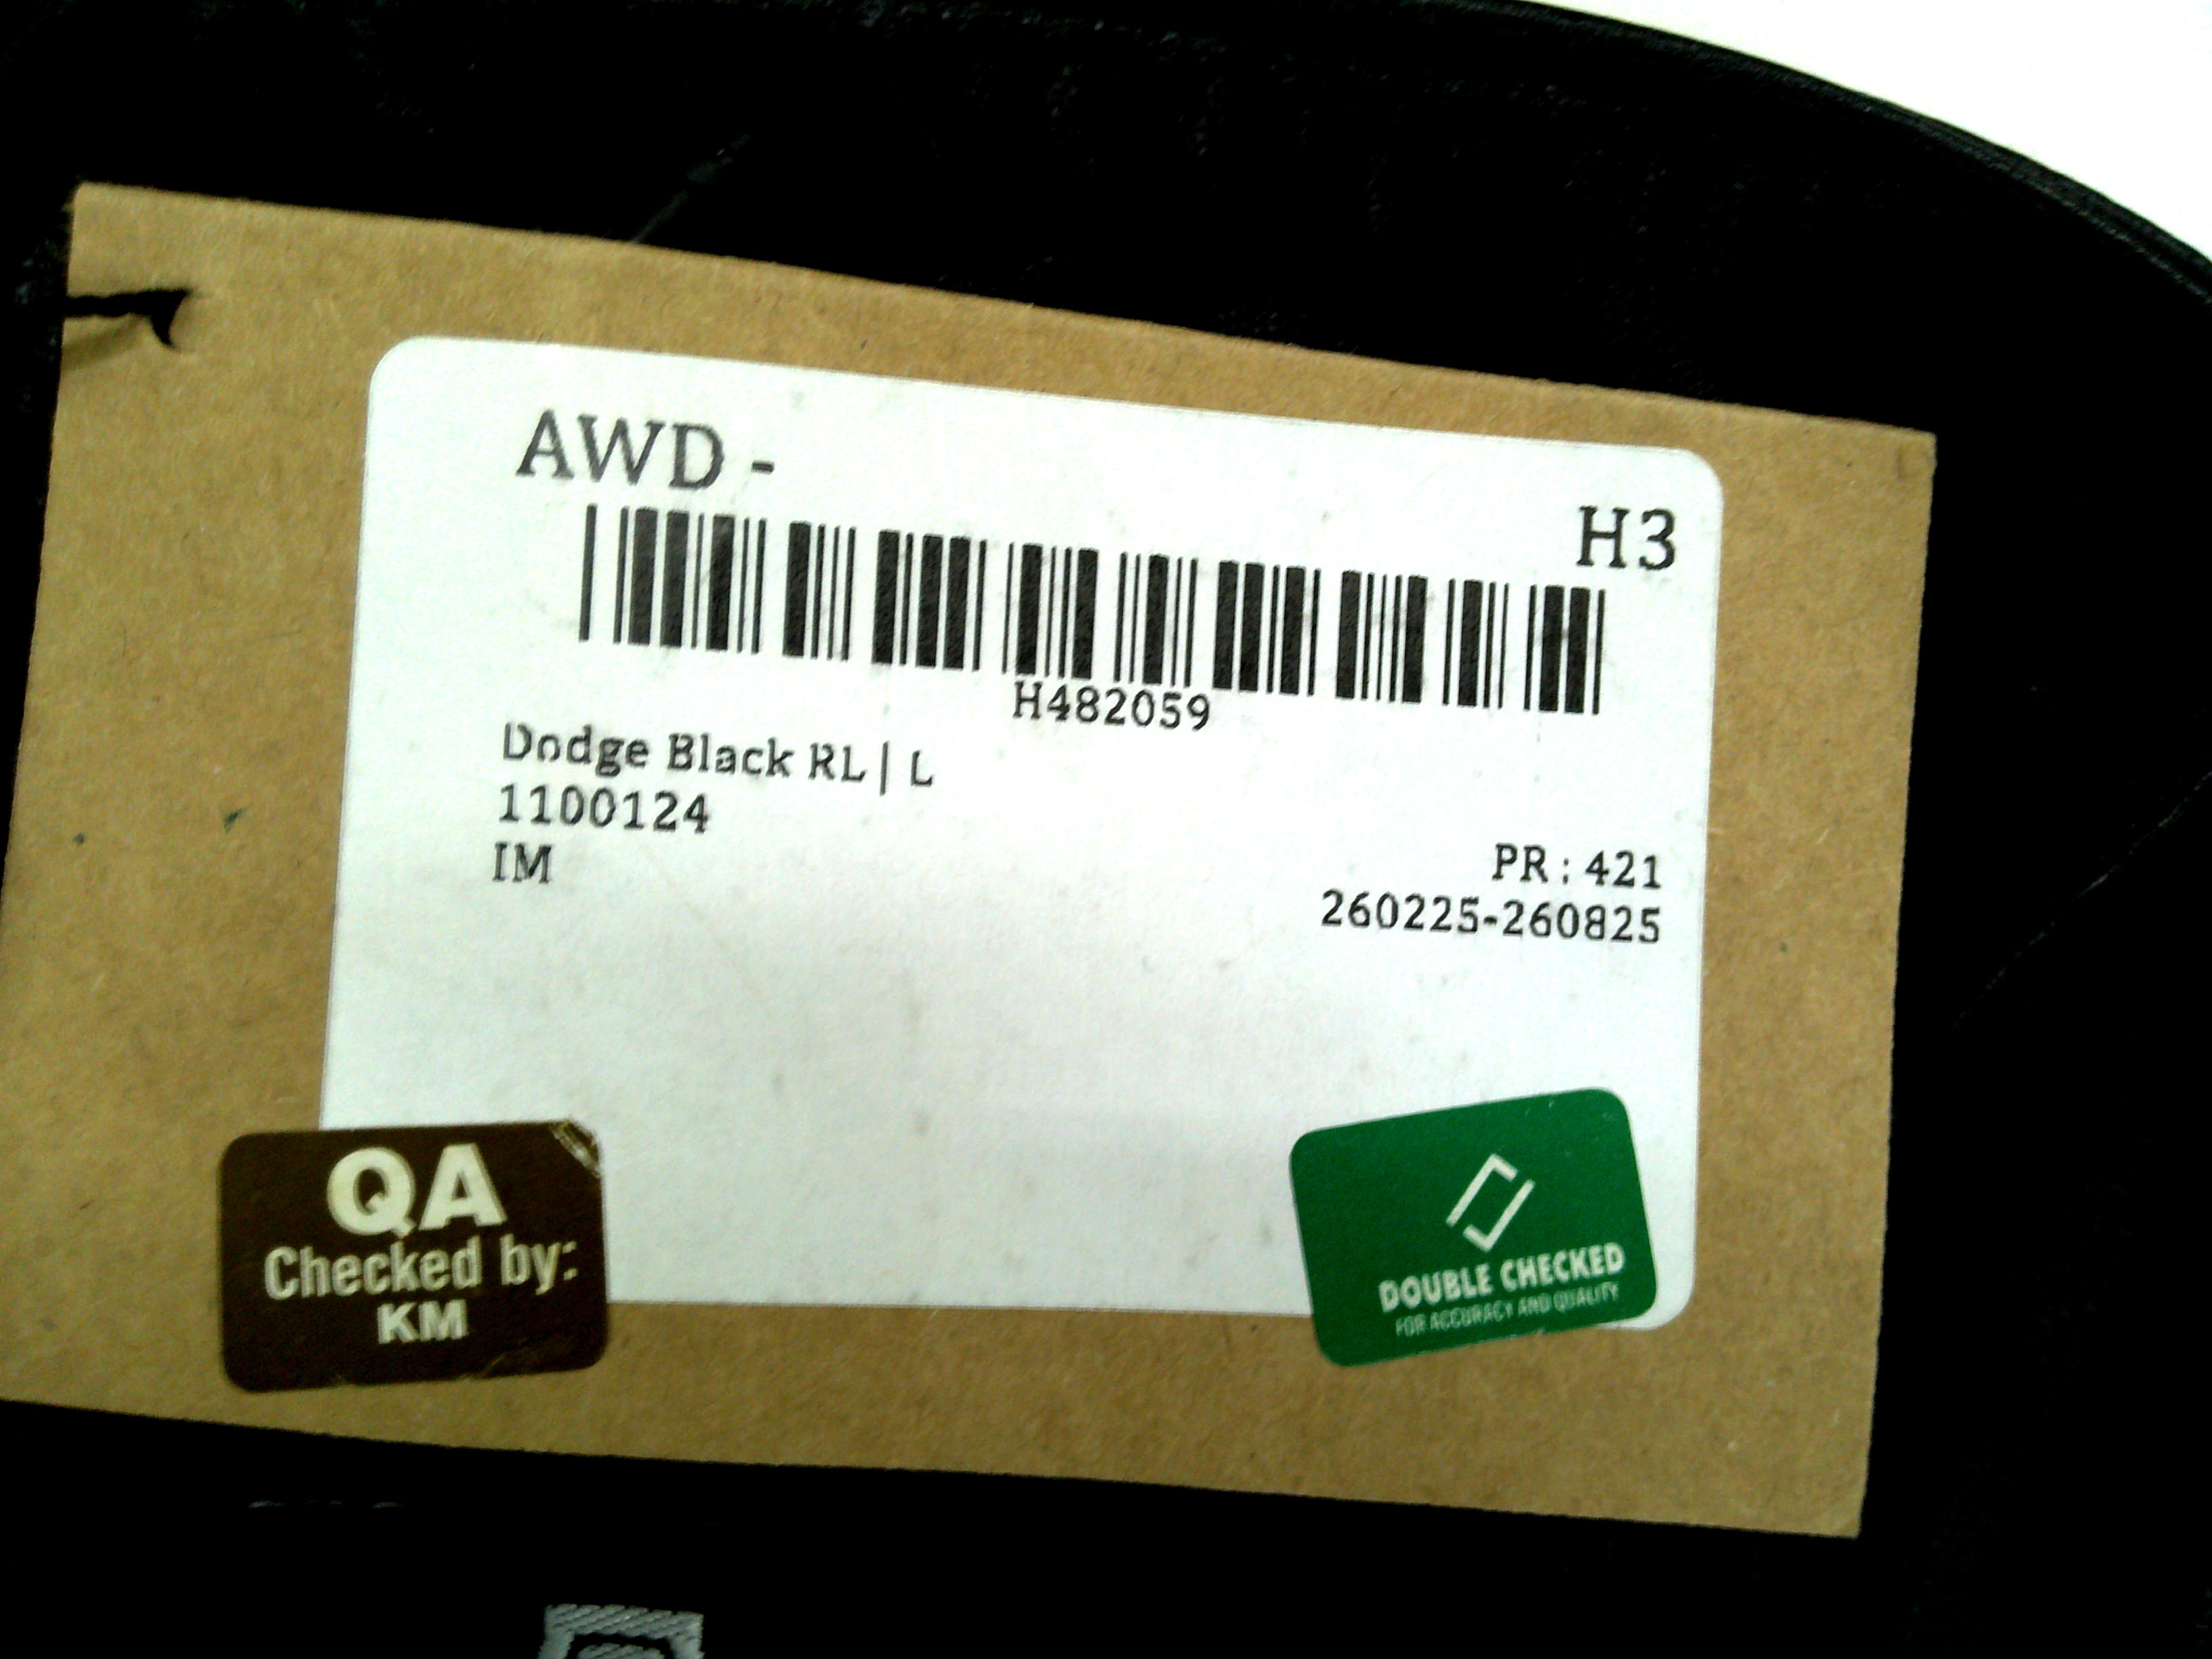 AWD -
H3
H482059
Dodge Black RL | L
1100124
IM
PR : 421
260225-260825
QA
Checked by:
KM
DOUBLE CHECKED
FOR ACCURACY AND QUALITY